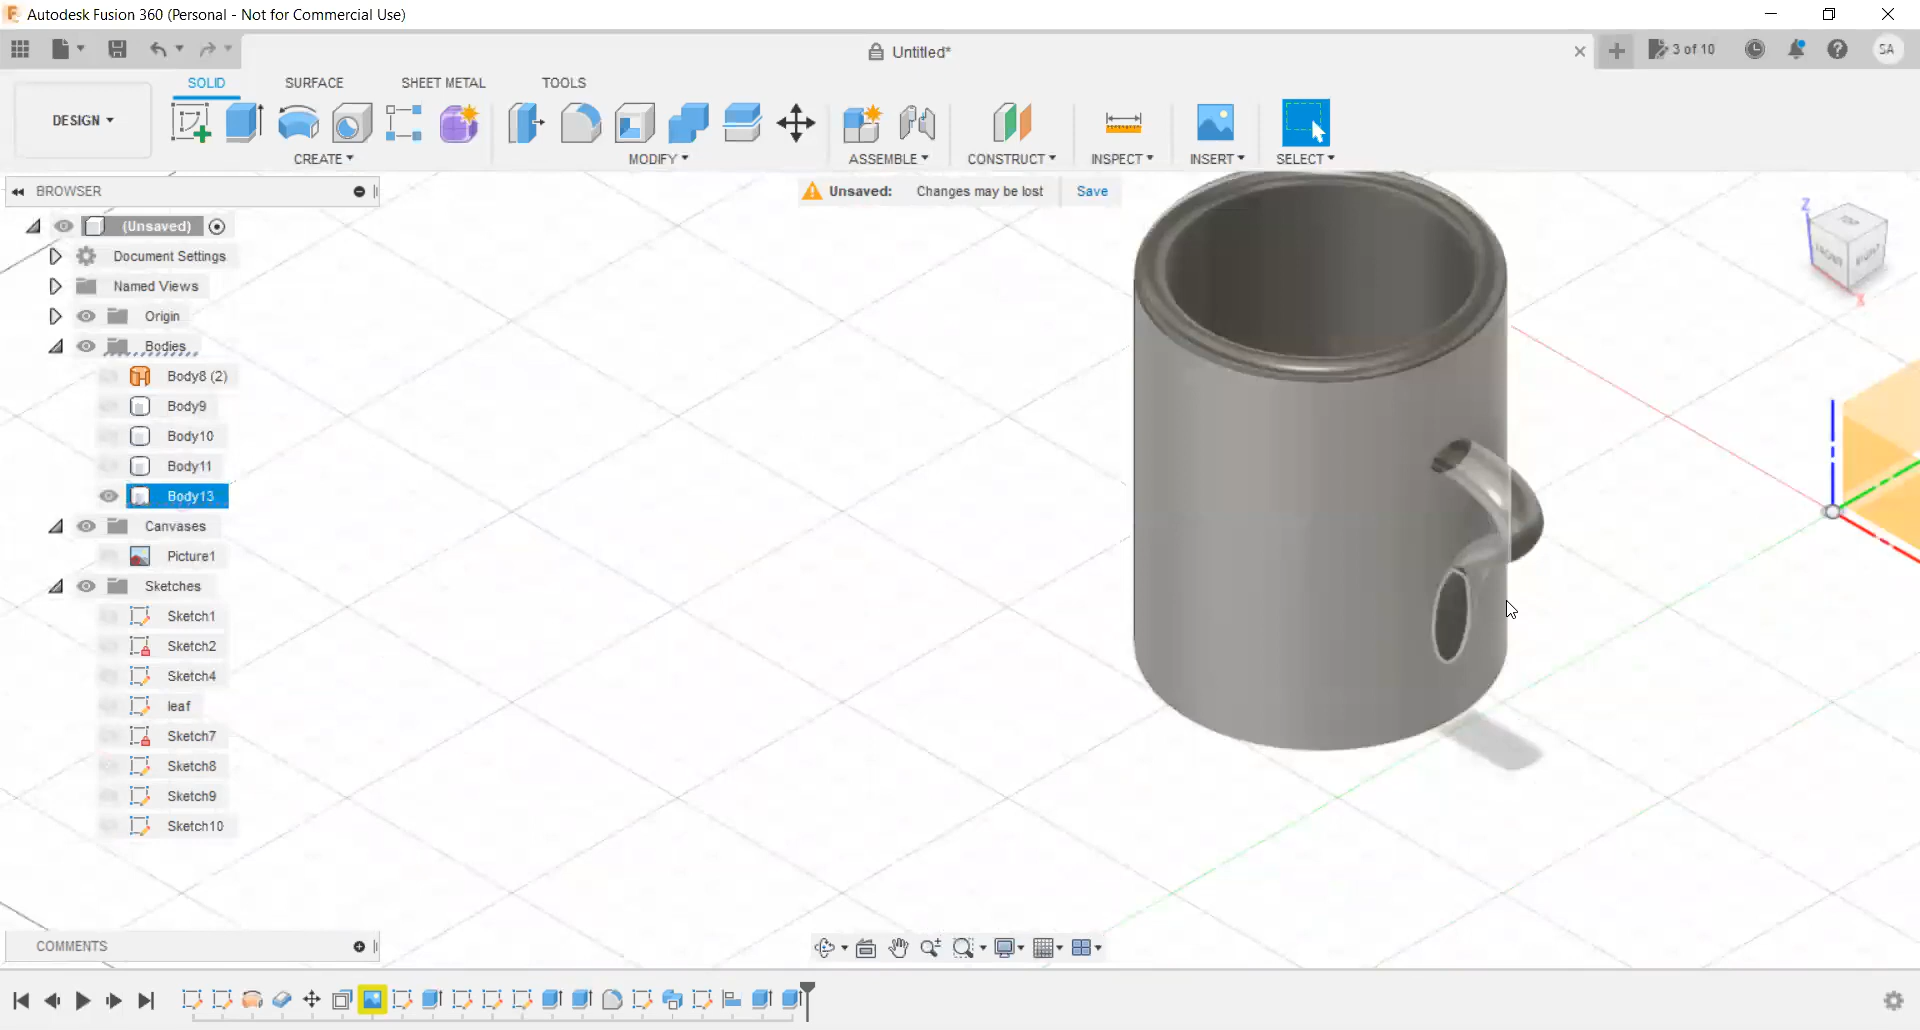 Autodesk Fusion 360 (Personal - Not for Commercial Use)
Untitled*
3 of 10
SA
SOLID SURFACE SHEET METAL TOOLS
DESIGN
CREATE MODIFY ASSEMBLE CONSTRUCT INSPECT INSERT SELECT
BROWSER
Unsaved: Changes may be lost Save
(Unsaved)
Document Settings
Named Views
Origin
Bodies
Body8 (2)
Body9
Body10
Body11
Body13
Canvases
Picture1
Sketches
Sketch1
Sketch2
Sketch4
leaf
Sketch7
Sketch8
Sketch9
Sketch10
Z
TOP
FRONT
RIGHT
X
COMMENTS